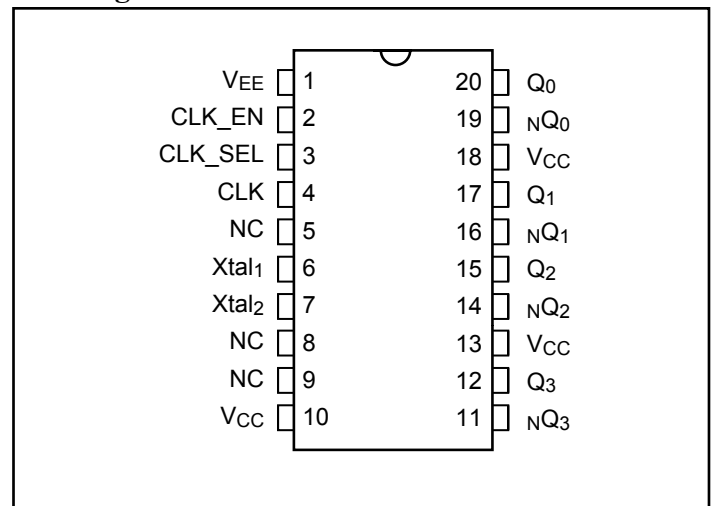 VEE 1 20 Q0
CLK_EN 2 19 NQ0
CLK_SEL 3 18 VCC
CLK 4 17 Q1
NC 5 16 NQ1
Xtal1 6 15 Q2
Xtal2 7 14 NQ2
NC 8 13 VCC
NC 9 12 Q3
VCC 10 11 NQ3